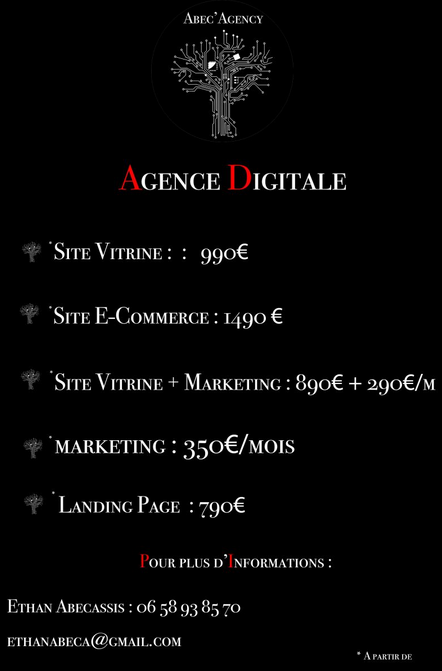 Abec'Agency
Agence Digitale
*Site Vitrine : : 990€
*Site E-Commerce : 1490 €
*Site Vitrine + Marketing : 890€ + 290€/m
*marketing : 350€/mois
*Landing Page : 790€
Pour plus d'Informations :
Ethan Abecassis : 06 58 93 85 70
ethanabeca@gmail.com
* A partir de